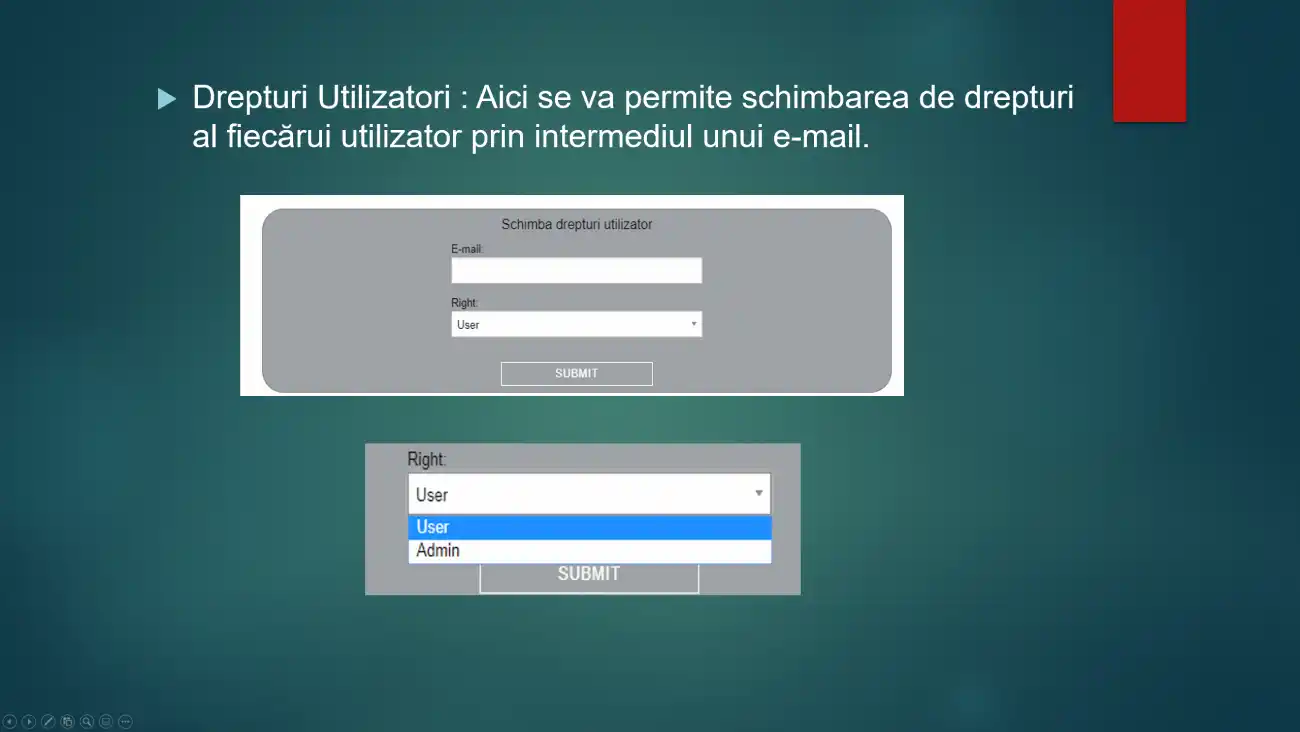 Drepturi Utilizatori : Aici se va permite schimbarea de drepturi
al fiecărui utilizator prin intermediul unui e-mail.
Schimba drepturi utilizator
E-mail:
Right:
User
SUBMIT
Right:
User
User
Admin
SUBMIT